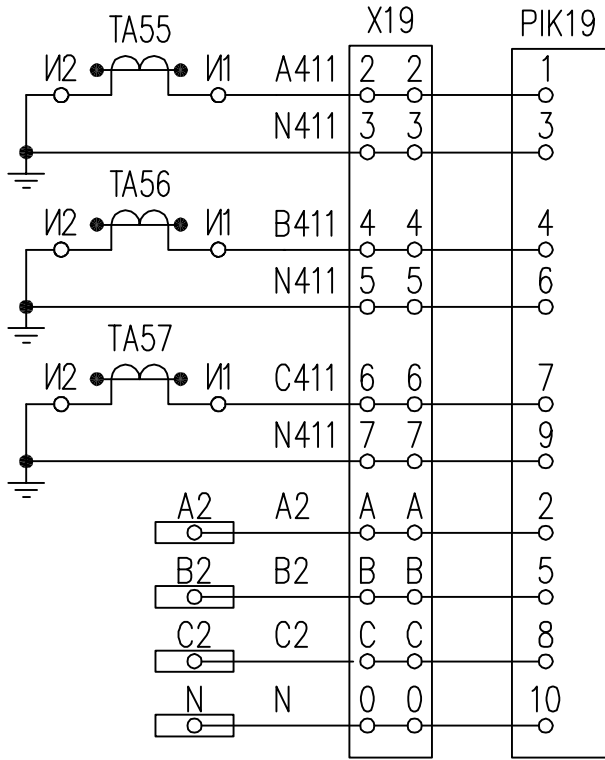 X19 PIK19
TA55
И2 И1 A411 2 2 1
N411 3 3 3
TA56
И2 И1 B411 4 4 4
N411 5 5 6
TA57
И2 И1 C411 6 6 7
N411 7 7 9
A2 A2 A A 2
B2 B2 B B 5
C2 C2 C C 8
N N 0 0 10